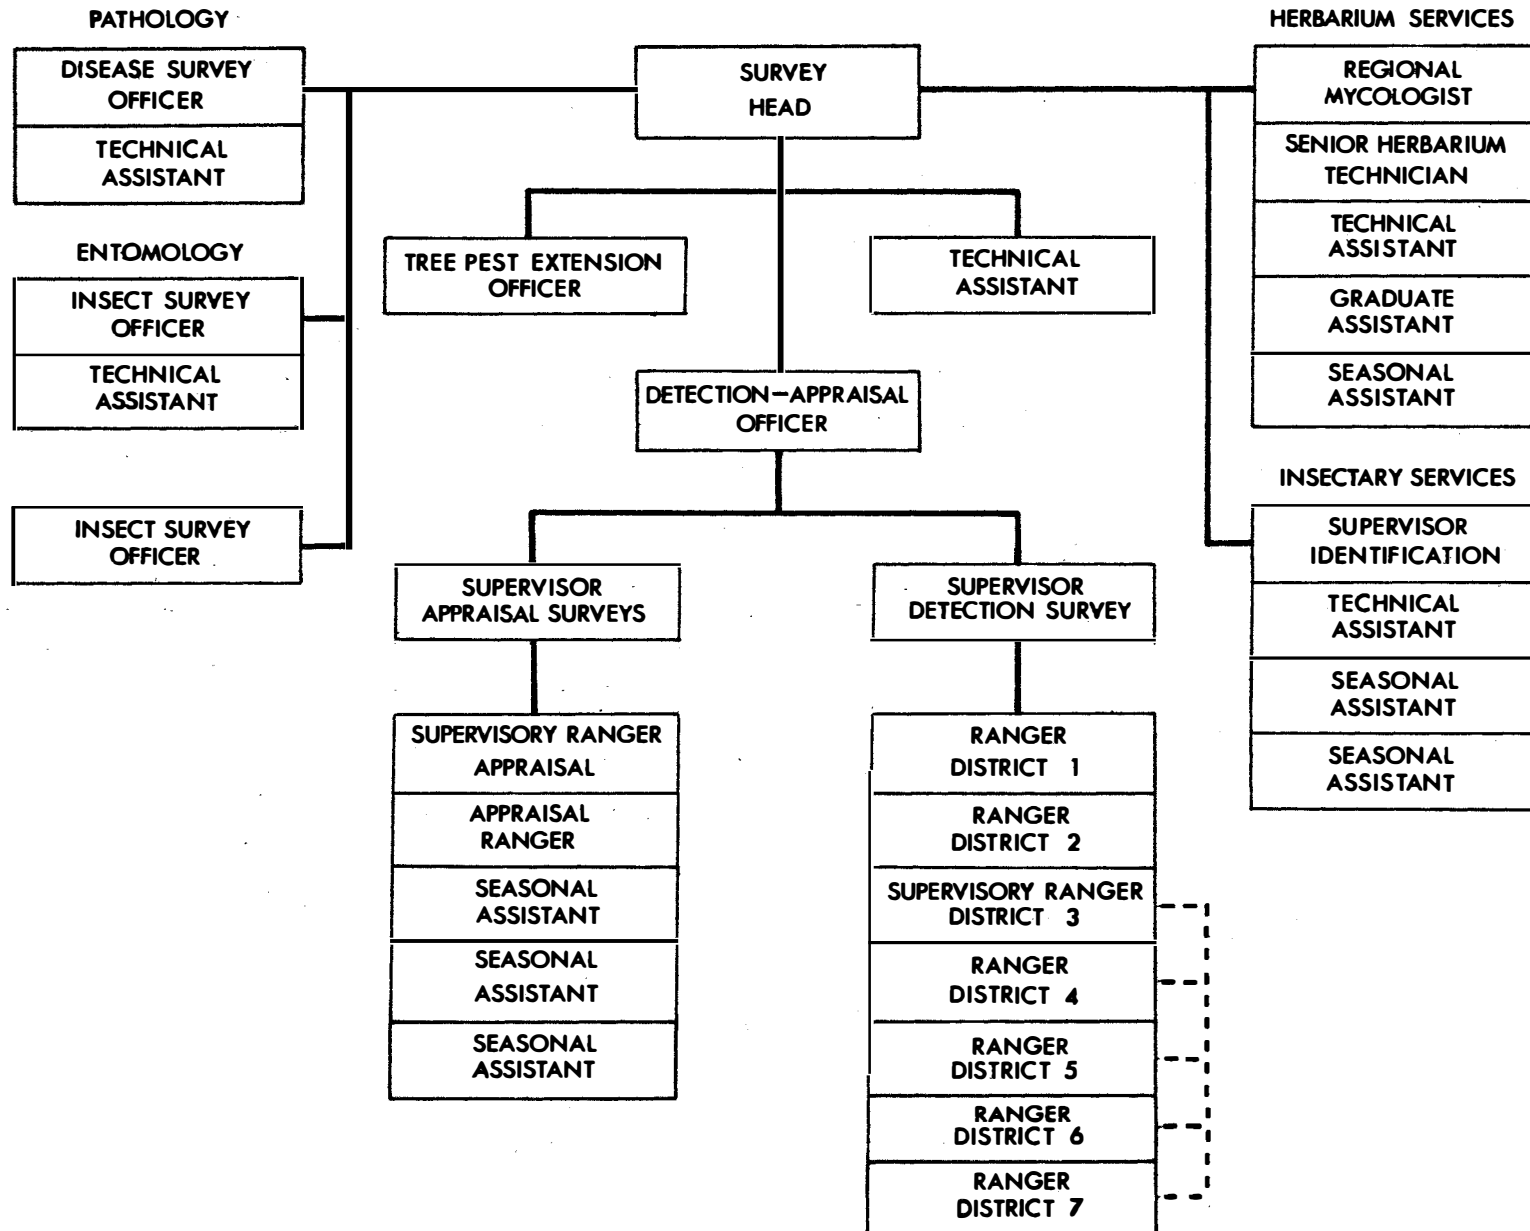 PATHOLOGY
DISEASE SURVEY
OFFICER
TECHNICAL
ASSISTANT
ENTOMOLOGY
INSECT SURVEY
OFFICER
TECHNICAL
ASSISTANT
INSECT SURVEY
OFFICER
SURVEY
HEAD
TREE PEST EXTENSION
OFFICER
TECHNICAL
ASSISTANT
DETECTION-APPRAISAL
OFFICER
SUPERVISOR
APPRAISAL SURVEYS
SUPERVISORY RANGER
APPRAISAL
APPRAISAL
RANGER
SEASONAL
ASSISTANT
SEASONAL
ASSISTANT
SEASONAL
ASSISTANT
SUPERVISOR
DETECTION SURVEY
RANGER
DISTRICT 1
RANGER
DISTRICT 2
SUPERVISORY RANGER
DISTRICT 3
RANGER
DISTRICT 4
RANGER
DISTRICT 5
RANGER
DISTRICT 6
RANGER
DISTRICT 7
HERBARIUM SERVICES
REGIONAL
MYCOLOGIST
SENIOR HERBARIUM
TECHNICIAN
TECHNICAL
ASSISTANT
GRADUATE
ASSISTANT
SEASONAL
ASSISTANT
INSECTARY SERVICES
SUPERVISOR
IDENTIFICATION
TECHNICAL
ASSISTANT
SEASONAL
ASSISTANT
SEASONAL
ASSISTANT